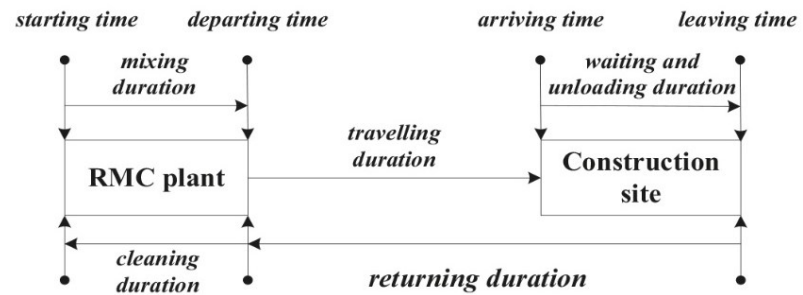 starting time departing time arriving time leaving time
mixing
duration
waiting and
unloading duration
travelling
duration
RMC plant
Construction
site
cleaning
duration
returning duration